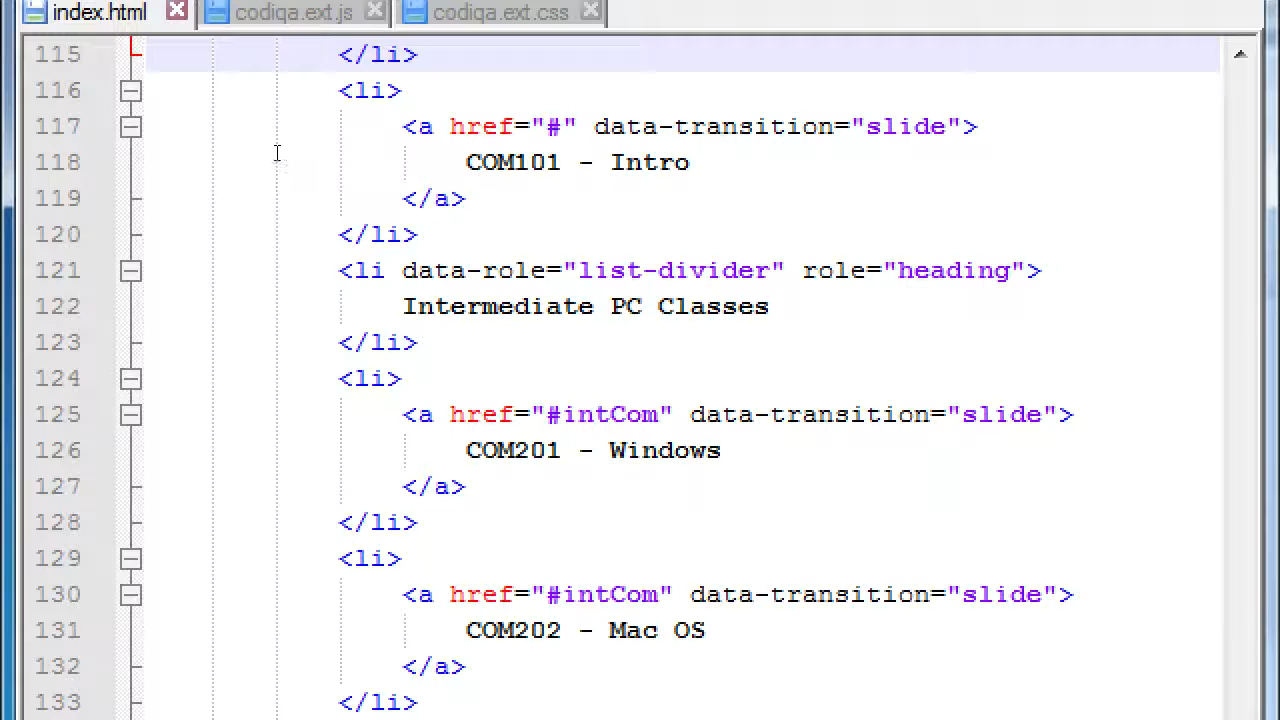 index.html codiqa.ext.js codiqa.ext.css
115 </li>
116 <li>
117 <a href="#" data-transition="slide">
118 COM101 - Intro
119 </a>
120 </li>
121 <li data-role="list-divider" role="heading">
122 Intermediate PC Classes
123 </li>
124 <li>
125 <a href="#intCom" data-transition="slide">
126 COM201 - Windows
127 </a>
128 </li>
129 <li>
130 <a href="#intCom" data-transition="slide">
131 COM202 - Mac OS
132 </a>
133 </li>